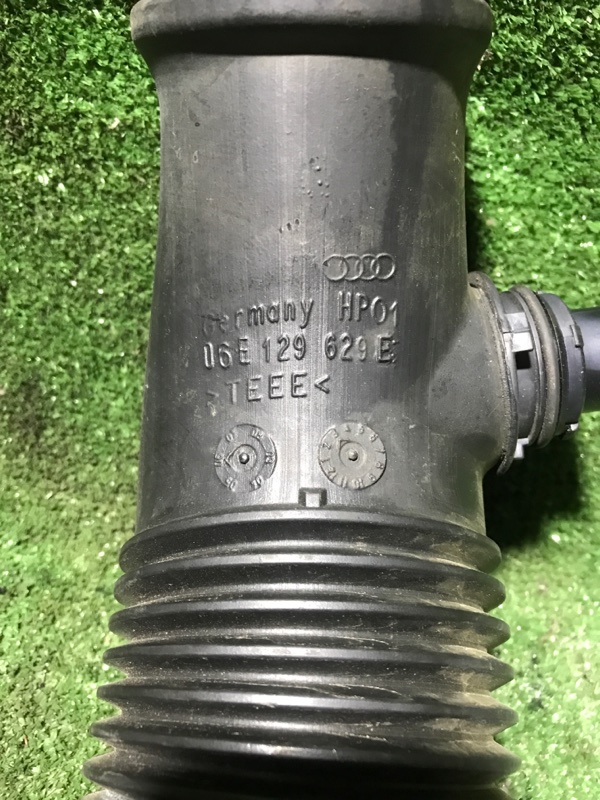 Germany HP01
06E 129 629 E
>TEEE<